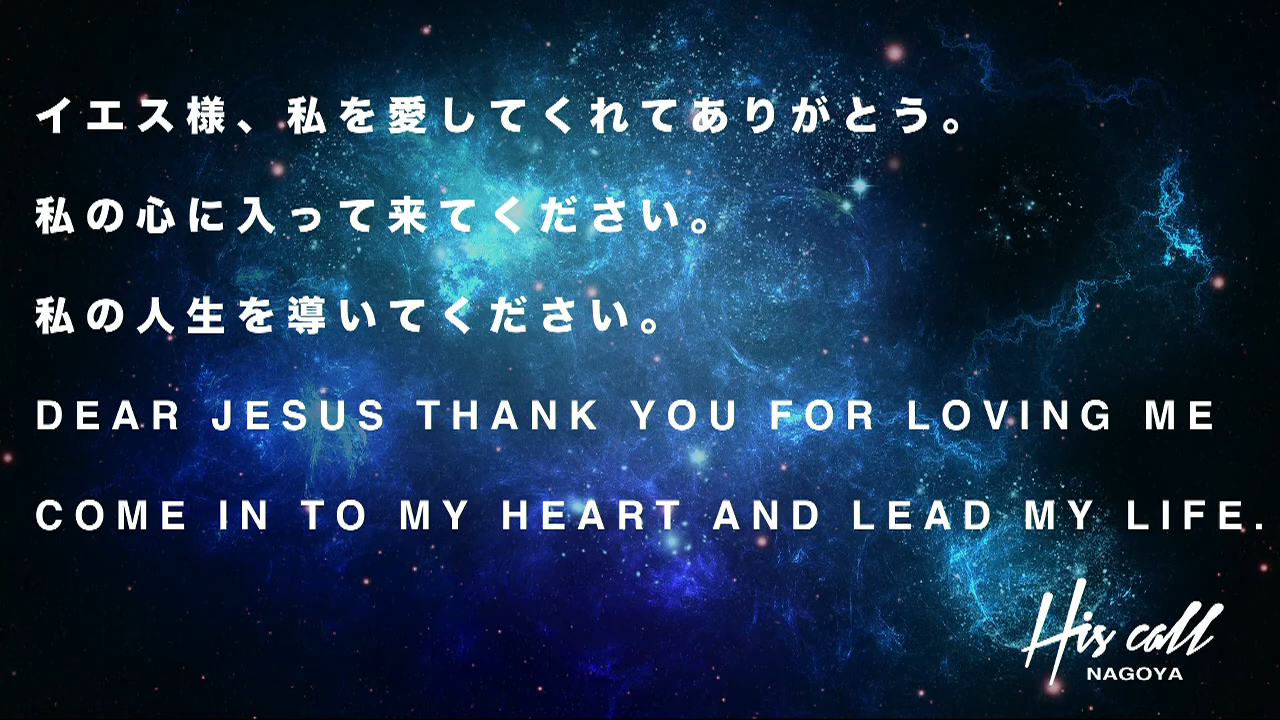 イエス様、私を愛してくれてありがとう。
私の心に入って来てください。
私の人生を導いてください。
DEAR JESUS THANK YOU FOR LOVING ME
COME IN TO MY HEART AND LEAD MY LIFE.
His call
NAGOYA